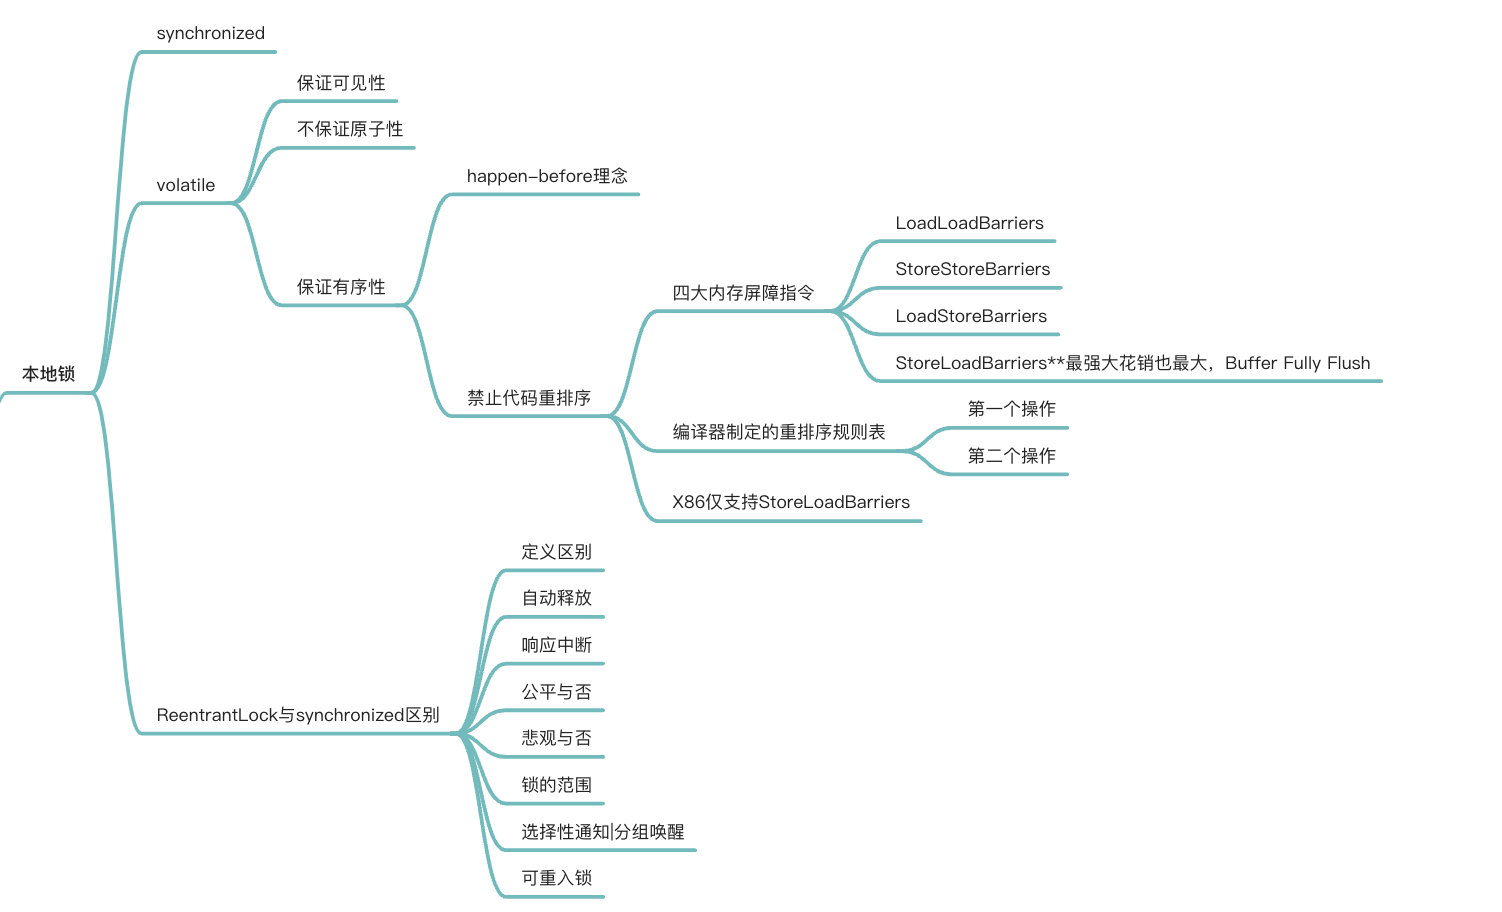 本地锁
synchronized
volatile
保证可见性
不保证原子性
保证有序性
happen-before理念
禁止代码重排序
四大内存屏障指令
LoadLoadBarriers
StoreStoreBarriers
LoadStoreBarriers
StoreLoadBarriers**最强大花销也最大，Buffer Fully Flush
编译器制定的重排序规则表
第一个操作
第二个操作
X86仅支持StoreLoadBarriers
ReentrantLock与synchronized区别
定义区别
自动释放
响应中断
公平与否
悲观与否
锁的范围
选择性通知|分组唤醒
可重入锁